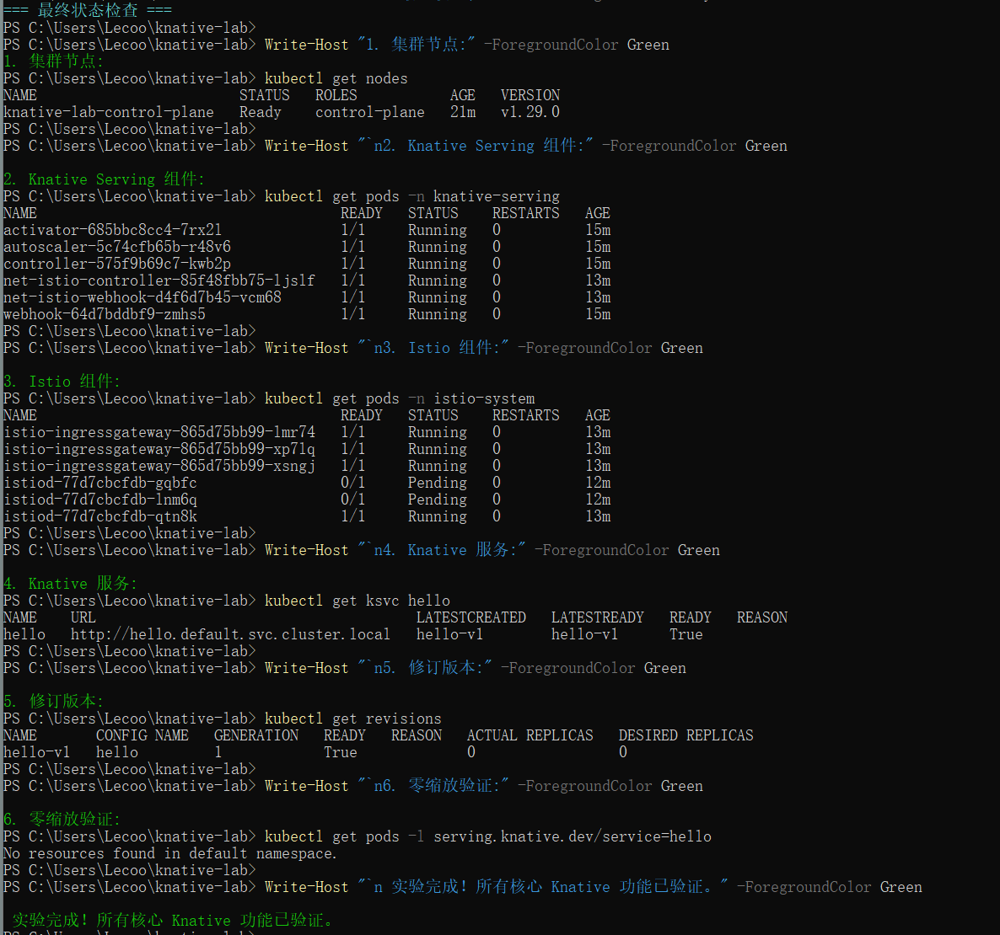 === 最终状态检查 ===
PS C:\Users\Lecoo\knative-lab>
PS C:\Users\Lecoo\knative-lab> Write-Host "1. 集群节点:" -ForegroundColor Green
1. 集群节点:
PS C:\Users\Lecoo\knative-lab> kubectl get nodes
NAME                        STATUS   ROLES           AGE   VERSION
knative-lab-control-plane   Ready    control-plane   21m   v1.29.0
PS C:\Users\Lecoo\knative-lab>
PS C:\Users\Lecoo\knative-lab> Write-Host "`n2. Knative Serving 组件:" -ForegroundColor Green
2. Knative Serving 组件:
PS C:\Users\Lecoo\knative-lab> kubectl get pods -n knative-serving
NAME                                    READY   STATUS    RESTARTS   AGE
activator-685bbc8cc4-7rx2l              1/1     Running   0          15m
autoscaler-5c74cfb65b-r48v6             1/1     Running   0          15m
controller-575f9b69c7-kwb2p             1/1     Running   0          15m
net-istio-controller-85f48fbb75-ljslf   1/1     Running   0          13m
net-istio-webhook-d4f6d7b45-vcm68       1/1     Running   0          13m
webhook-64d7bddbf9-zmhs5                1/1     Running   0          15m
PS C:\Users\Lecoo\knative-lab>
PS C:\Users\Lecoo\knative-lab> Write-Host "`n3. Istio 组件:" -ForegroundColor Green
3. Istio 组件:
PS C:\Users\Lecoo\knative-lab> kubectl get pods -n istio-system
NAME                                    READY   STATUS    RESTARTS   AGE
istio-ingressgateway-865d75bb99-lmr74   1/1     Running   0          13m
istio-ingressgateway-865d75bb99-xp7lq   1/1     Running   0          13m
istio-ingressgateway-865d75bb99-xsngj   1/1     Running   0          13m
istiod-77d7cbcfdb-gqbfc                 0/1     Pending   0          12m
istiod-77d7cbcfdb-lnm6q                 0/1     Pending   0          12m
istiod-77d7cbcfdb-qtn8k                 1/1     Running   0          13m
PS C:\Users\Lecoo\knative-lab>
PS C:\Users\Lecoo\knative-lab> Write-Host "`n4. Knative 服务:" -ForegroundColor Green
4. Knative 服务:
PS C:\Users\Lecoo\knative-lab> kubectl get ksvc hello
NAME    URL                                      LATESTCREATED   LATESTREADY   READY   REASON
hello   http://hello.default.svc.cluster.local   hello-v1        hello-v1      True
PS C:\Users\Lecoo\knative-lab>
PS C:\Users\Lecoo\knative-lab> Write-Host "`n5. 修订版本:" -ForegroundColor Green
5. 修订版本:
PS C:\Users\Lecoo\knative-lab> kubectl get revisions
NAME       CONFIG NAME   GENERATION   READY   REASON   ACTUAL REPLICAS   DESIRED REPLICAS
hello-v1   hello         1            True             0                 0
PS C:\Users\Lecoo\knative-lab>
PS C:\Users\Lecoo\knative-lab> Write-Host "`n6. 零缩放验证:" -ForegroundColor Green
6. 零缩放验证:
PS C:\Users\Lecoo\knative-lab> kubectl get pods -l serving.knative.dev/service=hello
No resources found in default namespace.
PS C:\Users\Lecoo\knative-lab>
PS C:\Users\Lecoo\knative-lab> Write-Host "`n 实验完成！所有核心 Knative 功能已验证。" -ForegroundColor Green
实验完成！所有核心 Knative 功能已验证。